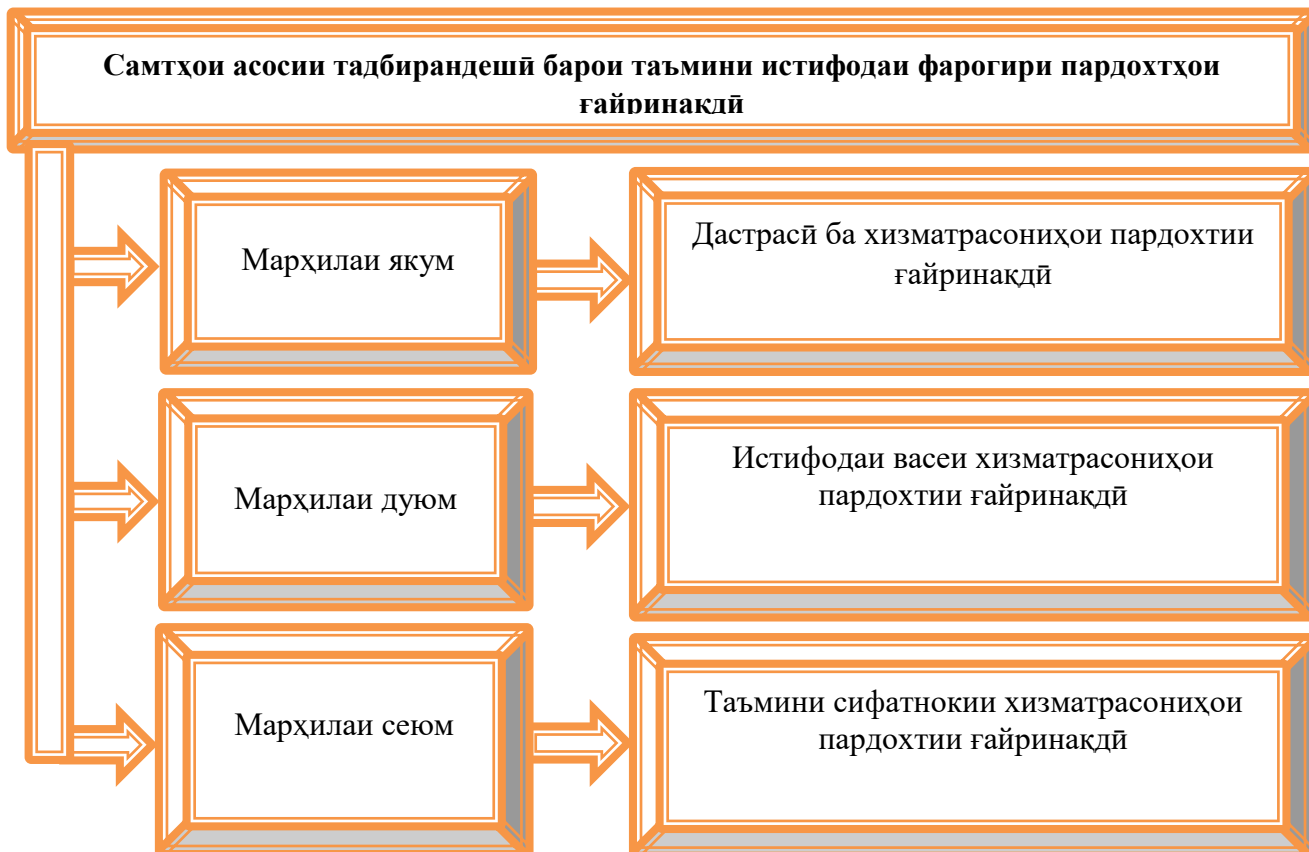 Самтҳои асосии тадбирандешӣ барои таъмини истифодаи фарогири пардохтҳои
ғайринақдӣ
Марҳилаи якум
Дастрасӣ ба хизматрасониҳои пардохтии
ғайринақдӣ
Марҳилаи дуюм
Истифодаи васеи хизматрасониҳои
пардохтии ғайринақдӣ
Марҳилаи сеюм
Таъмини сифатнокии хизматрасониҳои
пардохтии ғайринақдӣ